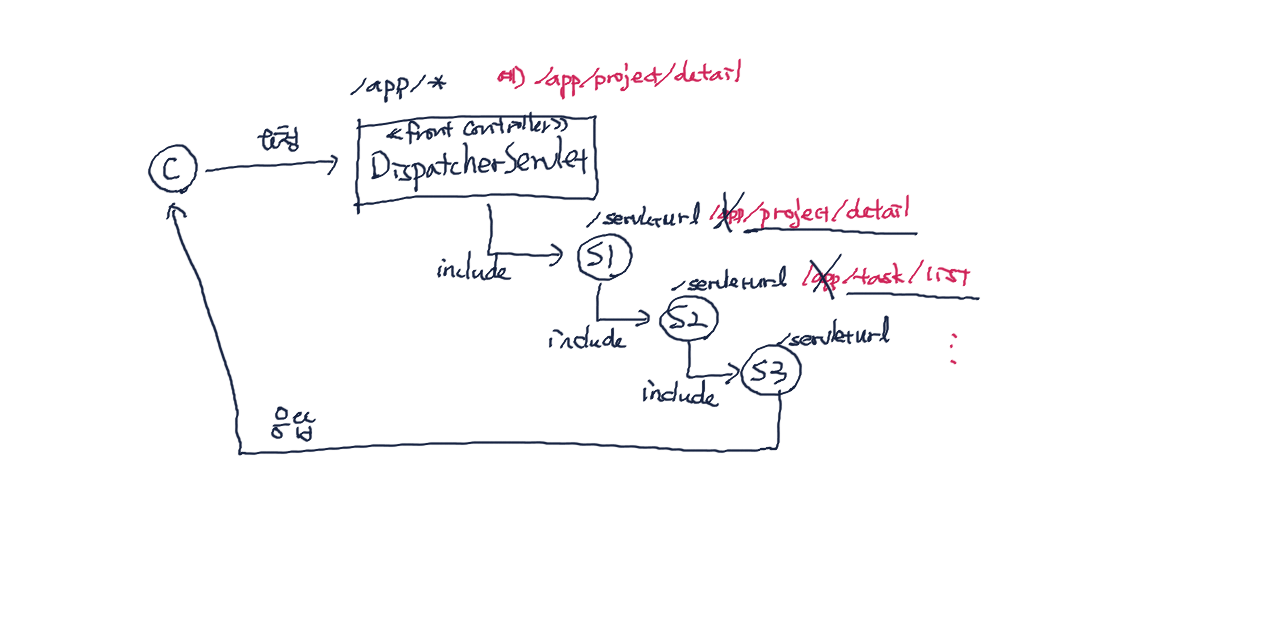 /app/* 예) /app/project/detail
요청
<<front controller>>
DispatcherServlet
C
/servleturl /app/project/detail
S1
include
/servleturl /app/task/list
S2
include
/servleturl
S3
include
응답